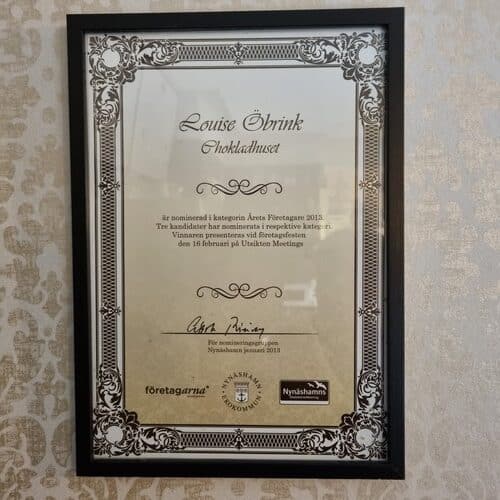 Louise Öbrink
Chokladhuset
är nominerad i kategorin Årets Företagare 2013.
Tre kandidater har nominerats i respektive kategori.
Vinnaren presenteras vid företagsfesten
den 16 februari på Utsikten Meetings
För nomineringsgruppen
Nynäshamn januari 2013
företagarna
NYNÄSHAMN
EKOKOMMUN
Nynäshamns